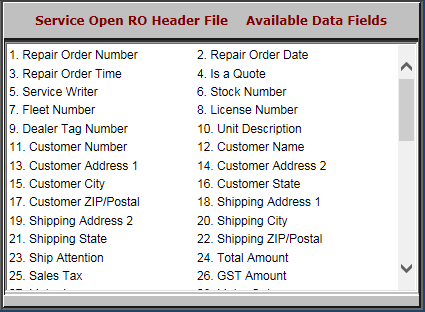 Service Open RO Header File    Available Data Fields
1. Repair Order Number    2. Repair Order Date
3. Repair Order Time    4. Is a Quote
5. Service Writer    6. Stock Number
7. Fleet Number    8. License Number
9. Dealer Tag Number    10. Unit Description
11. Customer Number    12. Customer Name
13. Customer Address 1    14. Customer Address 2
15. Customer City    16. Customer State
17. Customer ZIP/Postal    18. Shipping Address 1
19. Shipping Address 2    20. Shipping City
21. Shipping State    22. Shipping ZIP/Postal
23. Ship Attention    24. Total Amount
25. Sales Tax    26. GST Amount